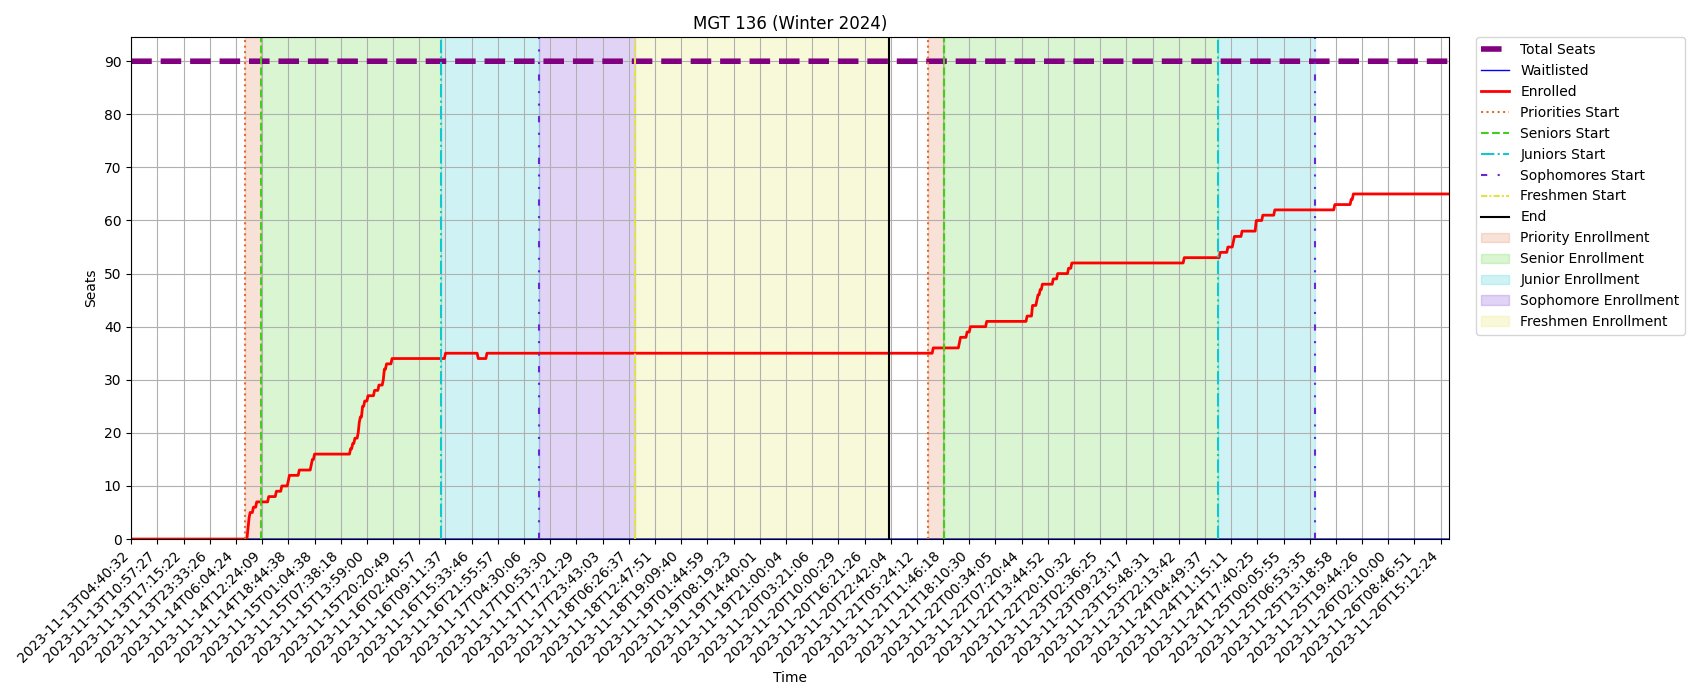 MGT 136 (Winter 2024)
90
80
70
60
50
40
30
20
10
0
Seats
2023-11-13T04:40:32
2023-11-13T10:57:27
2023-11-13T17:15:22
2023-11-13T23:33:26
2023-11-14T06:04:24
2023-11-14T12:24:09
2023-11-14T18:44:38
2023-11-15T01:04:38
2023-11-15T07:38:18
2023-11-15T13:59:00
2023-11-15T20:20:49
2023-11-16T02:40:57
2023-11-16T09:11:37
2023-11-16T15:33:46
2023-11-16T21:55:57
2023-11-17T04:30:06
2023-11-17T10:53:30
2023-11-17T17:21:29
2023-11-17T23:43:03
2023-11-18T06:26:37
2023-11-18T12:47:51
2023-11-18T19:09:40
2023-11-19T01:44:59
2023-11-19T08:19:23
2023-11-19T14:40:01
2023-11-19T21:00:04
2023-11-20T03:21:06
2023-11-20T10:00:29
2023-11-20T16:21:26
2023-11-20T22:42:04
2023-11-21T05:24:12
2023-11-21T11:46:18
2023-11-21T18:10:30
2023-11-22T00:34:05
2023-11-22T07:20:44
2023-11-22T13:44:52
2023-11-22T20:10:32
2023-11-23T02:36:25
2023-11-23T09:23:17
2023-11-23T15:48:31
2023-11-23T22:13:42
2023-11-24T04:49:37
2023-11-24T11:15:11
2023-11-24T17:40:25
2023-11-25T00:05:55
2023-11-25T06:53:35
2023-11-25T13:18:58
2023-11-25T19:44:26
2023-11-26T02:10:00
2023-11-26T08:46:51
2023-11-26T15:12:24
Time
Total Seats
Waitlisted
Enrolled
Priorities Start
Seniors Start
Juniors Start
Sophomores Start
Freshmen Start
End
Priority Enrollment
Senior Enrollment
Junior Enrollment
Sophomore Enrollment
Freshmen Enrollment